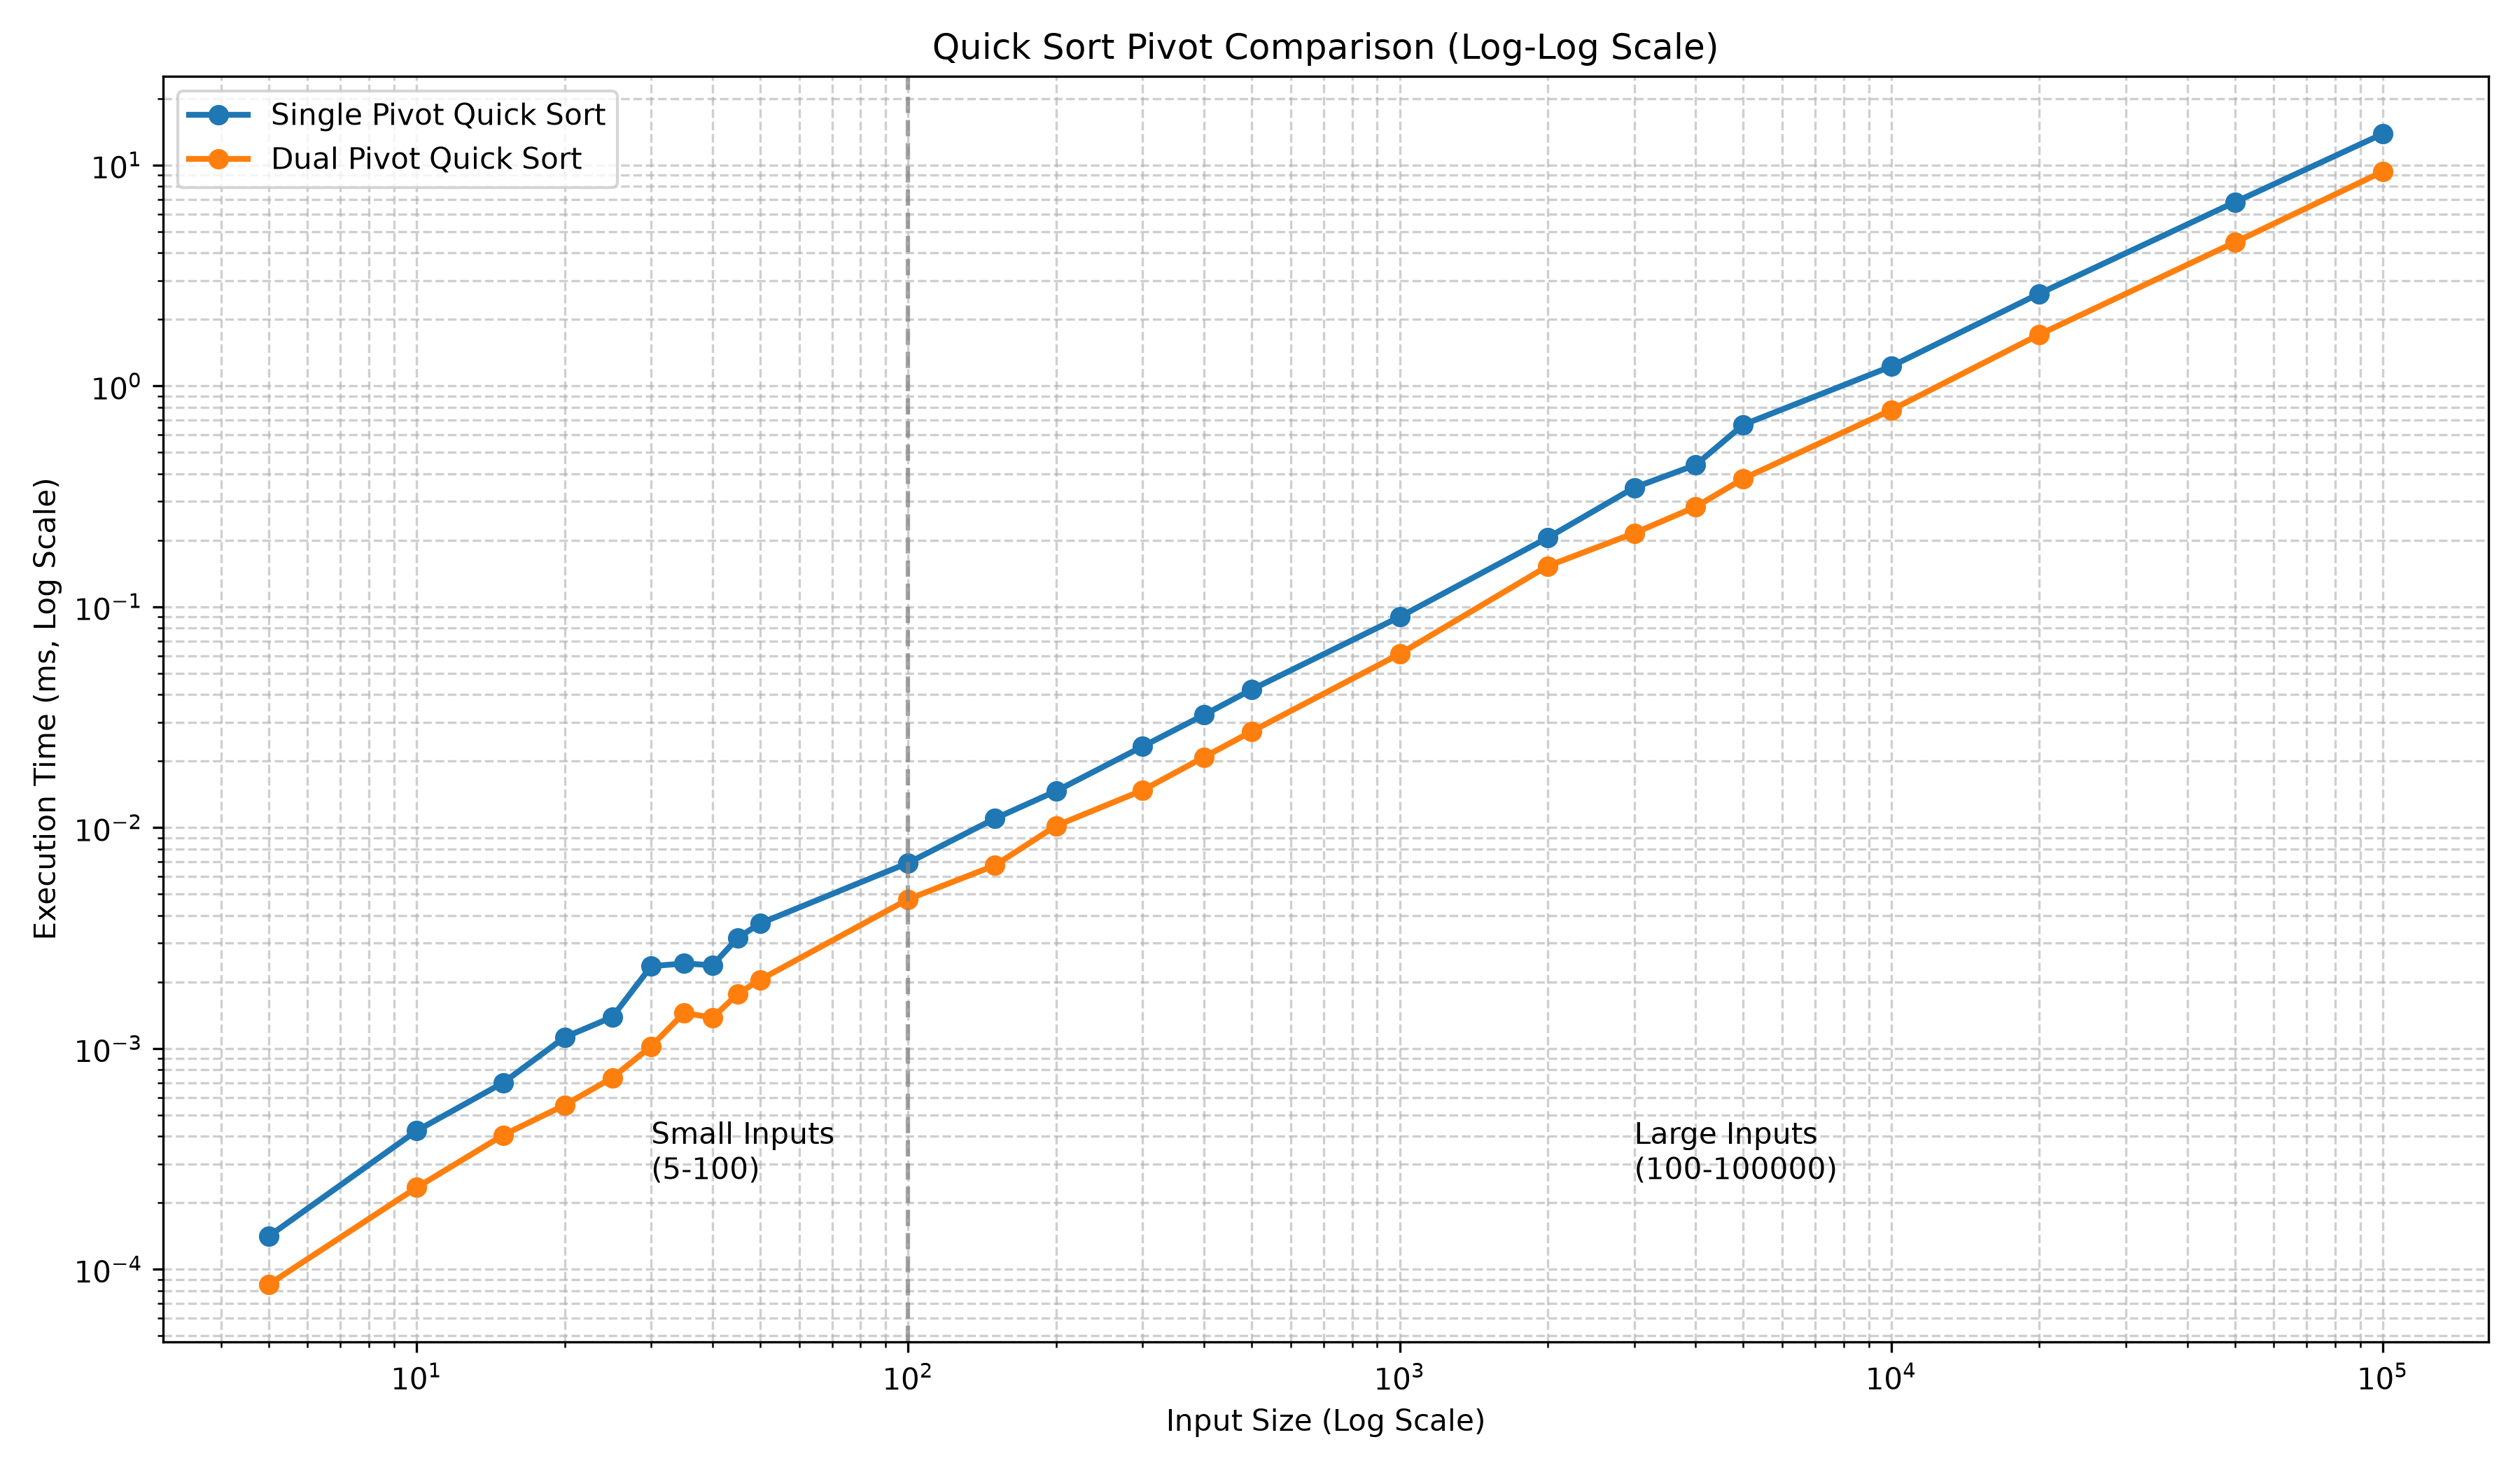 Quick Sort Pivot Comparison (Log-Log Scale)
Single Pivot Quick Sort
Dual Pivot Quick Sort
Execution Time (ms, Log Scale)
10¹
10⁰
10⁻¹
10⁻²
10⁻³
10⁻⁴
Small Inputs
(5-100)
Large Inputs
(100-100000)
10¹ 10² 10³ 10⁴ 10⁵
Input Size (Log Scale)